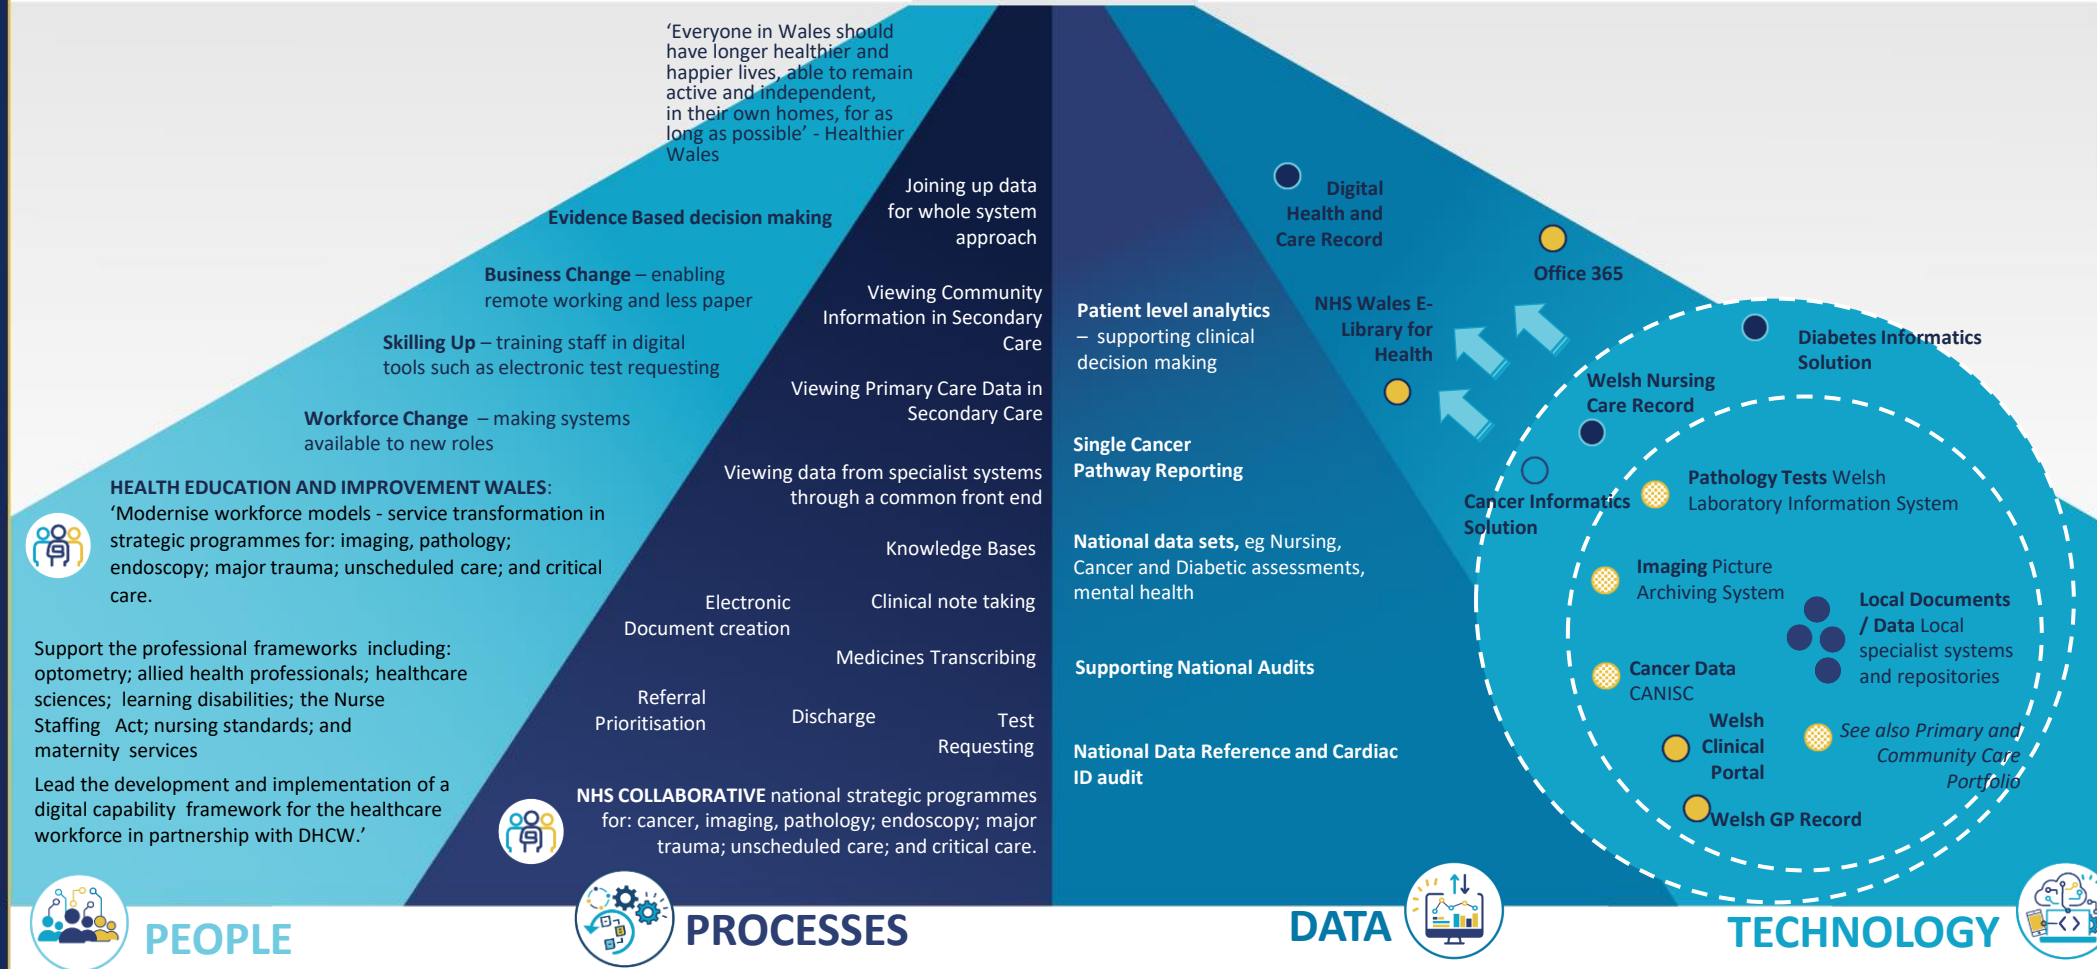 ‘Everyone in Wales should
have longer healthier and
happier lives, able to remain
active and independent,
in their own homes, for as
long as possible’ - Healthier
Wales
Evidence Based decision making
Business Change – enabling
remote working and less paper
Skilling Up – training staff in digital
tools such as electronic test requesting
Workforce Change – making systems
available to new roles
HEALTH EDUCATION AND IMPROVEMENT WALES:
‘Modernise workforce models - service transformation in
strategic programmes for: imaging, pathology;
endoscopy; major trauma; unscheduled care; and critical
care.
Support the professional frameworks including:
optometry; allied health professionals; healthcare
sciences; learning disabilities; the Nurse
Staffing Act; nursing standards; and
maternity services
Lead the development and implementation of a
digital capability framework for the healthcare
workforce in partnership with DHCW.’
PEOPLE
Joining up data
for whole system
approach
Viewing Community
Information in Secondary
Care
Viewing Primary Care Data in
Secondary Care
Viewing data from specialist systems
through a common front end
Knowledge Bases
Electronic
Document creation
Clinical note taking
Medicines Transcribing
Referral
Prioritisation
Discharge
Test
Requesting
NHS COLLABORATIVE national strategic programmes
for: cancer, imaging, pathology; endoscopy; major
trauma; unscheduled care; and critical care.
PROCESSES
Patient level analytics
– supporting clinical
decision making
Single Cancer
Pathway Reporting
National data sets, eg Nursing,
Cancer and Diabetic assessments,
mental health
Supporting National Audits
National Data Reference and Cardiac
ID audit
DATA
Digital
Health and
Care Record
Office 365
NHS Wales E-
Library for
Health
Diabetes Informatics
Solution
Welsh Nursing
Care Record
Cancer Informatics
Solution
Pathology Tests Welsh
Laboratory Information System
Imaging Picture
Archiving System
Local Documents
/ Data Local
specialist systems
and repositories
Cancer Data
CANISC
Welsh
Clinical
Portal
See also Primary and
Community Care
Portfolio
Welsh GP Record
TECHNOLOGY